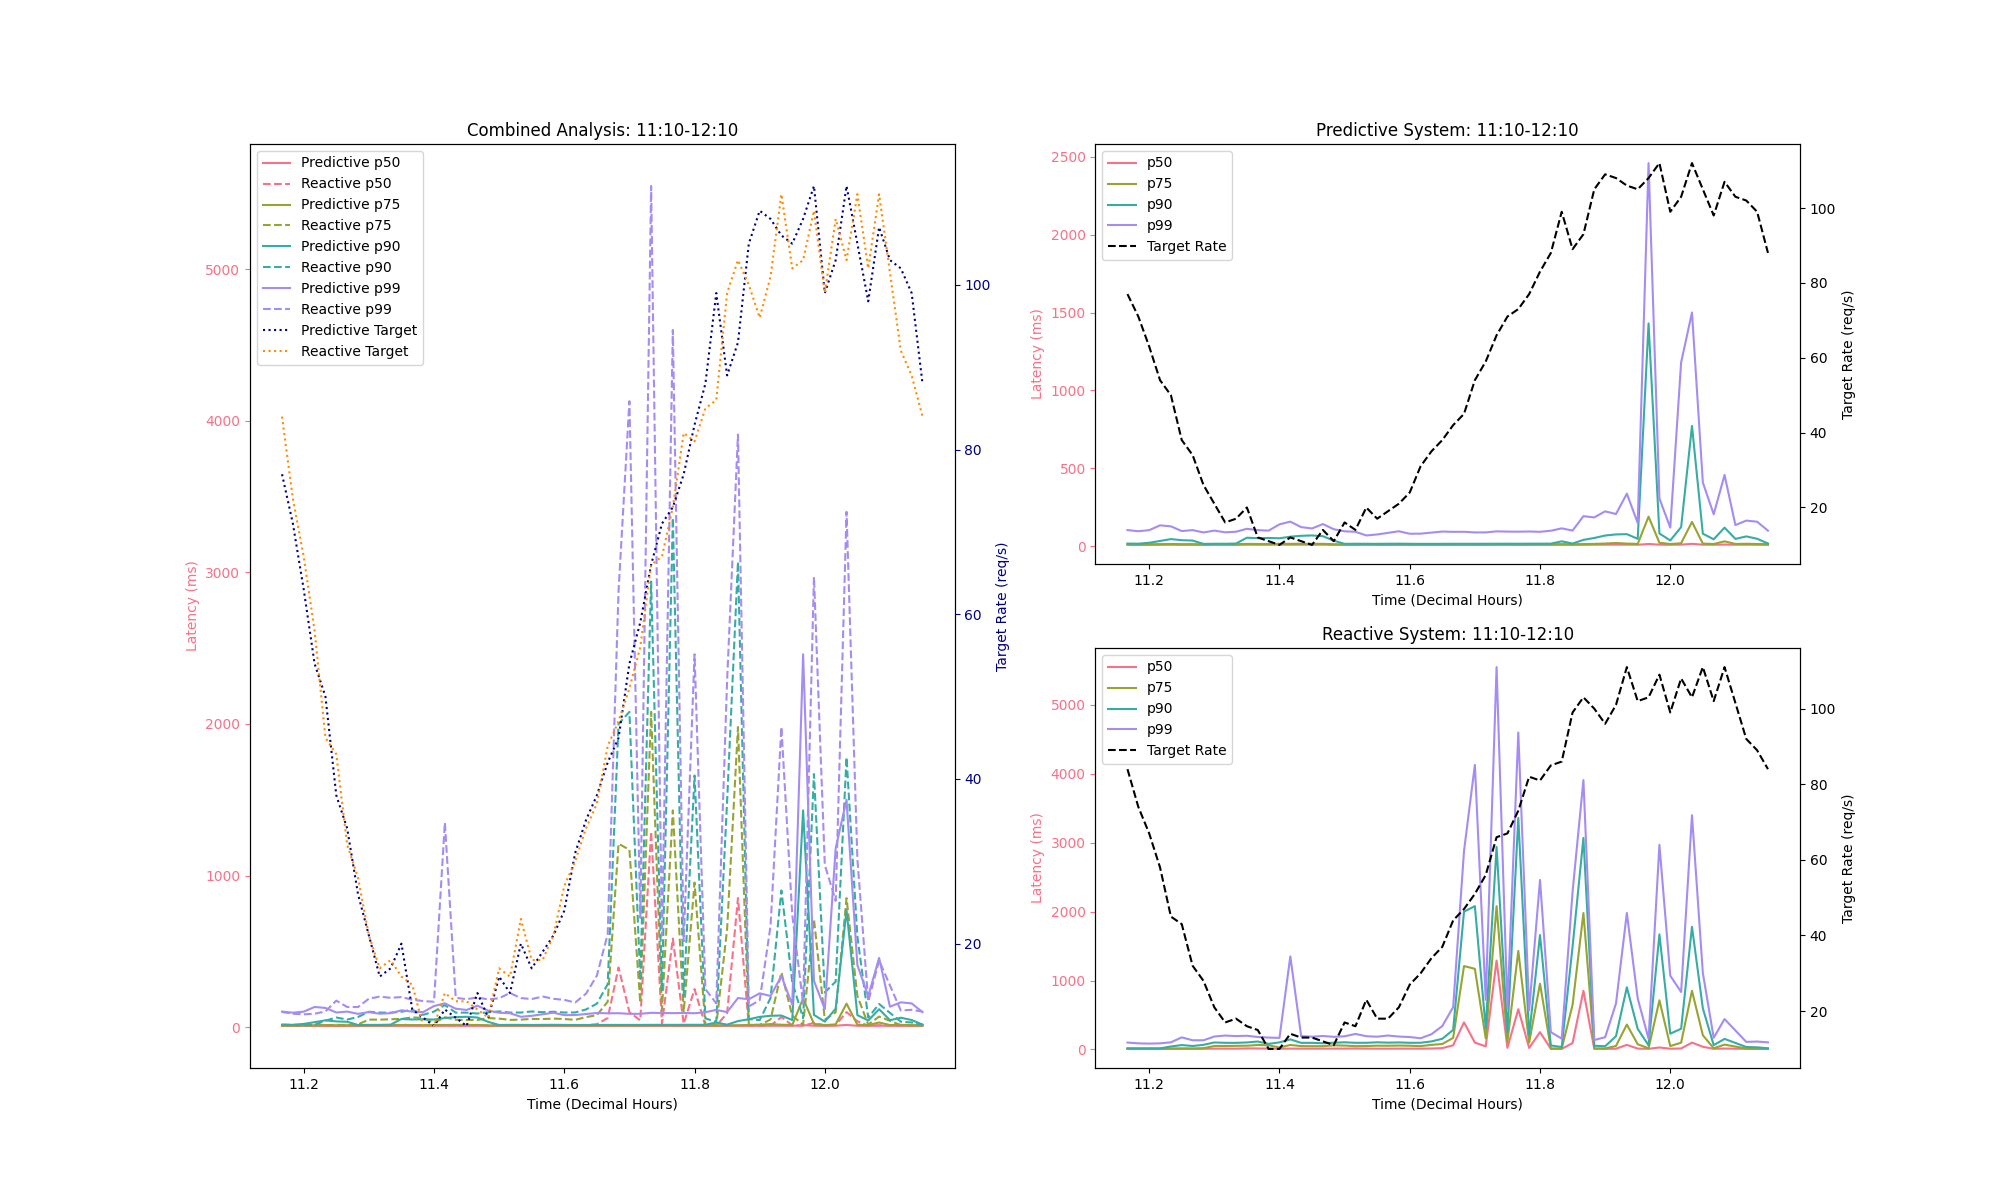 Combined Analysis: 11:10-12:10
Predictive p50
Reactive p50
Predictive p75
Reactive p75
Predictive p90
Reactive p90
Predictive p99
Reactive p99
Predictive Target
Reactive Target
5000
4000
3000
2000
1000
0
Latency (ms)
100
80
60
40
20
Target Rate (req/s)
11.2 11.4 11.6 11.8 12.0
Time (Decimal Hours)
Predictive System: 11:10-12:10
p50
p75
p90
p99
Target Rate
2500
2000
1500
1000
500
0
Latency (ms)
100
80
60
40
20
Target Rate (req/s)
11.2 11.4 11.6 11.8 12.0
Time (Decimal Hours)
Reactive System: 11:10-12:10
p50
p75
p90
p99
Target Rate
5000
4000
3000
2000
1000
0
Latency (ms)
100
80
60
40
20
Target Rate (req/s)
11.2 11.4 11.6 11.8 12.0
Time (Decimal Hours)